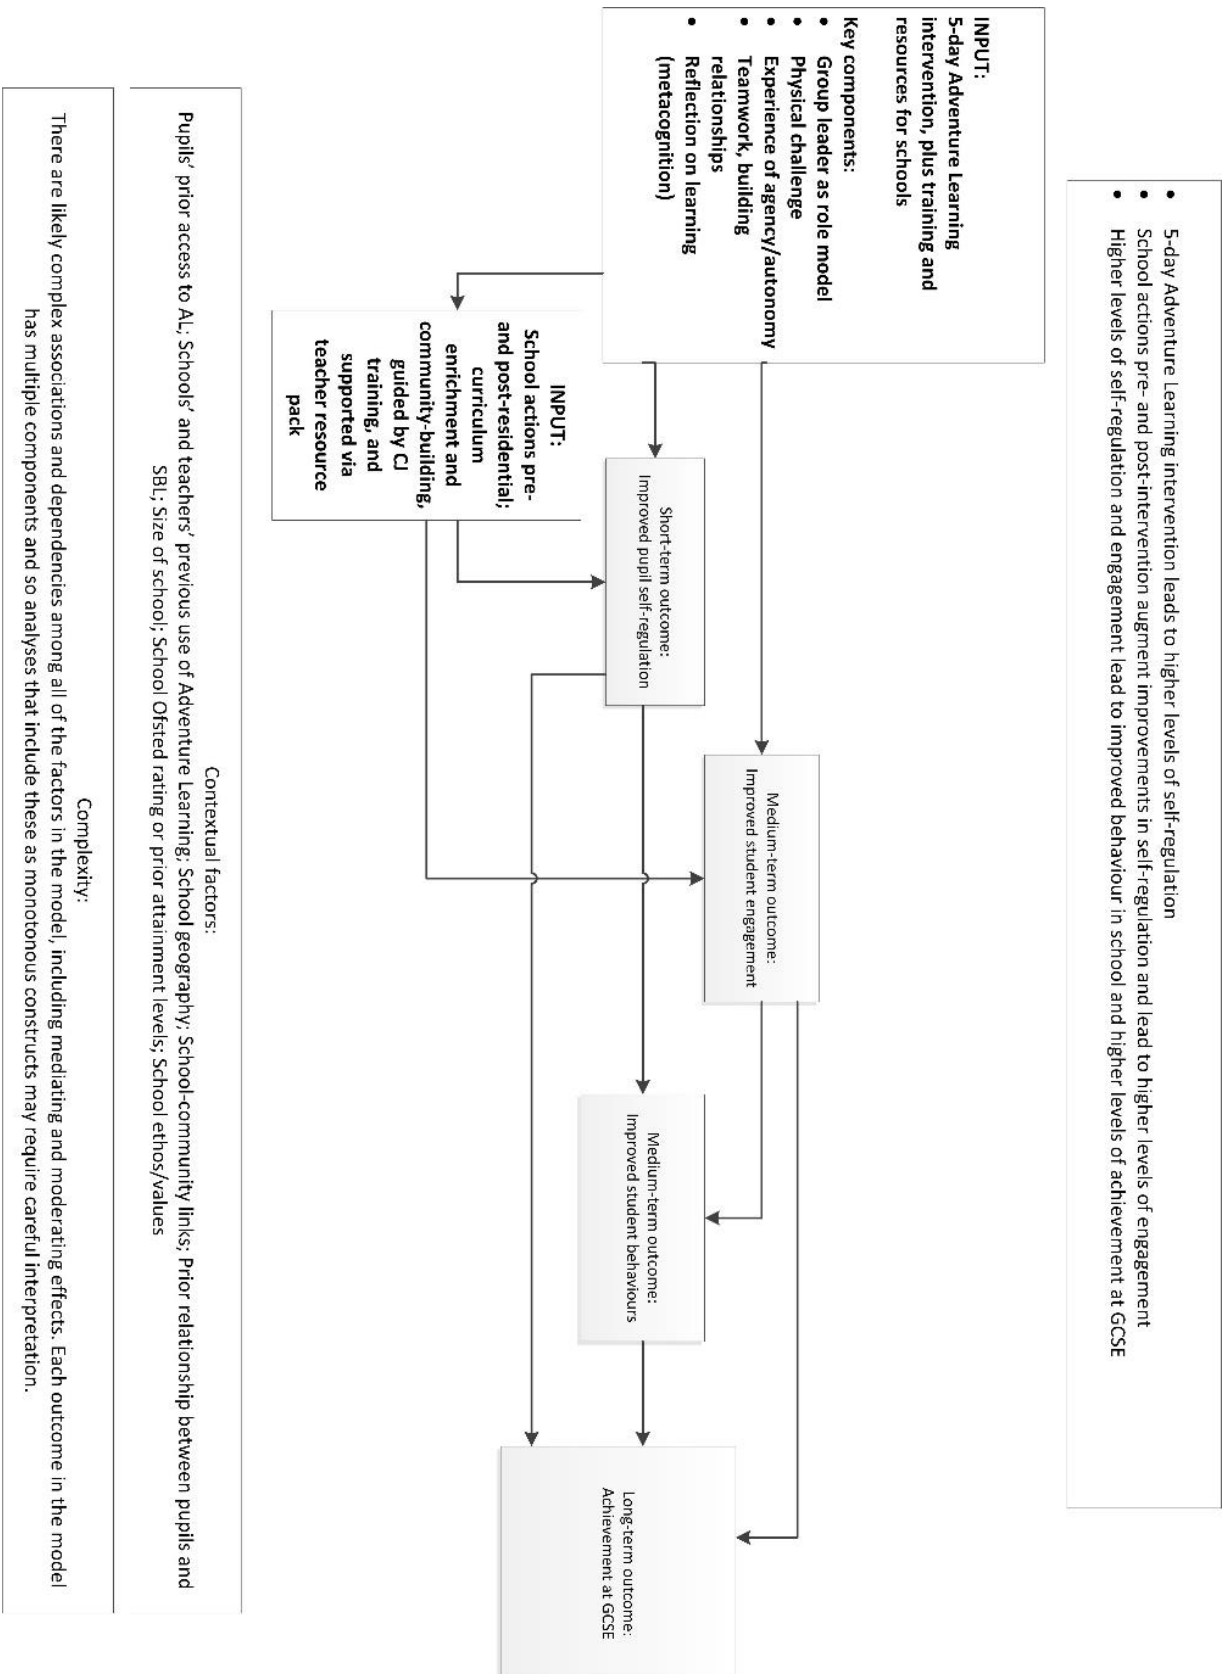 • 5-day Adventure Learning intervention leads to higher levels of self-regulation
• School actions pre- and post-intervention augment improvements in self-regulation and lead to higher levels of engagement
• Higher levels of self-regulation and engagement lead to improved behaviour in school and higher levels of achievement at GCSE
INPUT:
5-day Adventure Learning
intervention, plus training and
resources for schools
Key components:
• Group leader as role model
• Physical challenge
• Experience of agency/autonomy
• Teamwork, building
relationships
• Reflection on learning
(metacognition)
INPUT:
School actions pre-
and post-residential;
curriculum
enrichment and
community-building,
guided by CJ
training, and
supported via
teacher resource
pack
Short-term outcome:
Improved pupil self-regulation
Medium-term outcome:
Improved student engagement
Medium-term outcome:
Improved student behaviours
Long-term outcome:
Achievement at GCSE
Contextual factors:
Pupils' prior access to AL; Schools' and teachers' previous use of Adventure Learning; School geography; School-community links; Prior relationship between pupils and
SBL; Size of school; School Ofsted rating or prior attainment levels; School ethos/values
Complexity:
There are likely complex associations and dependencies among all of the factors in the model, including mediating and moderating effects. Each outcome in the model
has multiple components and so analyses that include these as monotonous constructs may require careful interpretation.